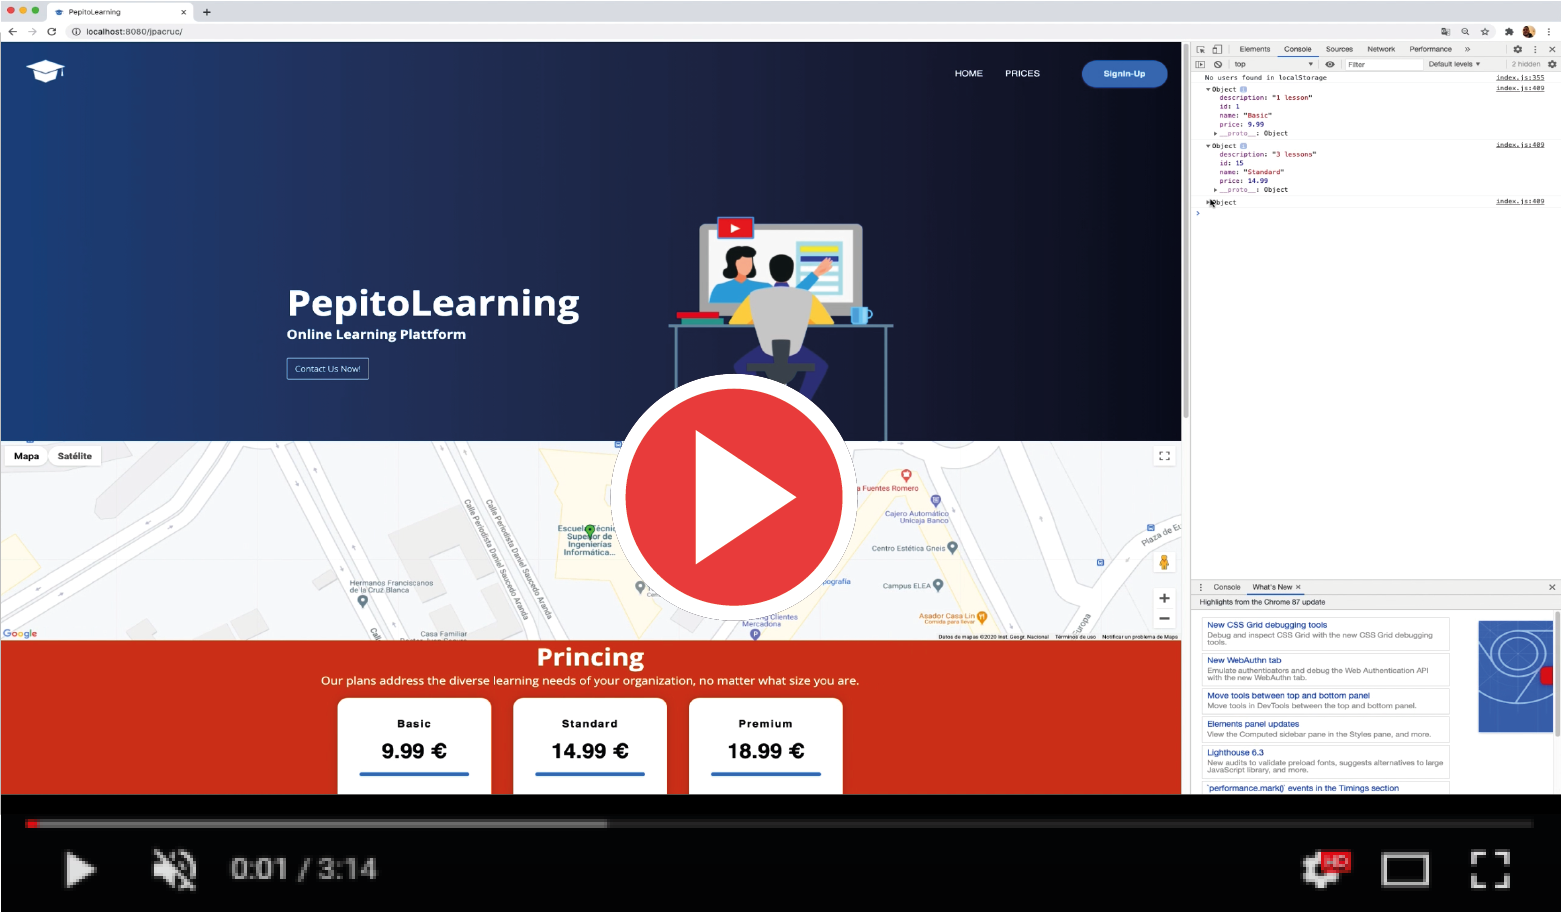 PepitoLearning
localhost:8080/jpacruc/
HOME PRICES SignIn-Up
PepitoLearning
Online Learning Plattform
Contact Us Now!
Mapa Satélite
Calle Periodista Daniel Saucedo Aranda
Calle Periodista Daniel Saucedo Aranda
Hermanos Franciscanos
de la Cruz Blanca
Casa Familiar
Superior de
Ingenierías
Informática...
a Fuentes Romero
Cajero Automático
Unicaja Banco
Centro Estética Gneis
Campus ELEA
Asador Casa Lin
Comida para llevar
Mercadona
Plaza de Eu
Europa
Google
Datos de mapas ©2020 Inst. Geogr. Nacional Términos de uso Notificar un problema de Maps
Princing
Our plans address the diverse learning needs of your organization, no matter what size you are.
Basic
9.99 €
Standard
14.99 €
Premium
18.99 €
Elements Console Sources Network Performance »
top Filter Default levels 2 hidden
No users found in localStorage index.js:355
Object index.js:409
description: "1 lesson"
id: 1
name: "Basic"
price: 9.99
__proto__: Object
Object index.js:409
description: "3 lessons"
id: 15
name: "Standard"
price: 14.99
__proto__: Object
Object index.js:409
Console What's New
Highlights from the Chrome 87 update
New CSS Grid debugging tools
Debug and inspect CSS Grid with the new CSS Grid debugging
tools.
New WebAuthn tab
Emulate authenticators and debug the Web Authentication API
with the new WebAuthn tab.
Move tools between top and bottom panel
Move tools in DevTools between the top and bottom panel.
Elements panel updates
View the Computed sidebar pane in the Styles pane, and more.
Lighthouse 6.3
New audits to validate preload fonts, suggests alternatives to large
JavaScript library, and more.
`performance.mark()` events in the Timings section
0:01 / 3:14
HD